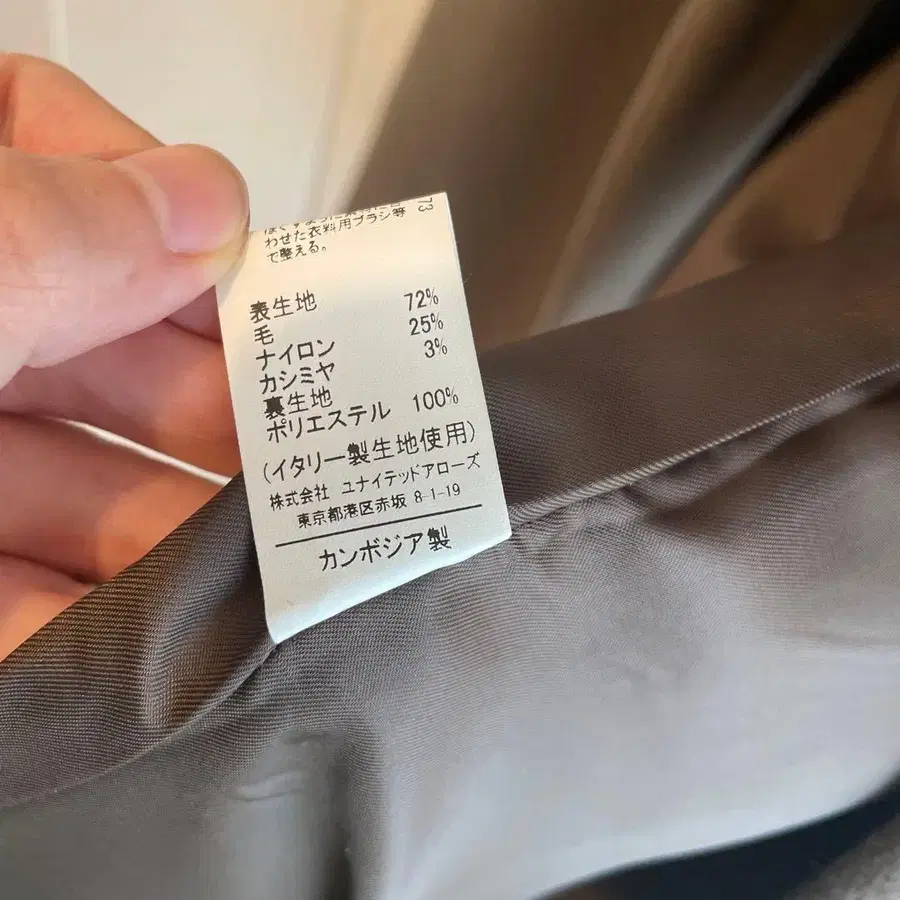 73
わせた衣料用ブラシ等
で整える。
表生地
毛 72%
ナイロン 25%
カシミヤ 3%
裏生地
ポリエステル 100%
(イタリー製生地使用)
株式会社 ユナイテッドアローズ
東京都港区赤坂 8-1-19
カンボジア製